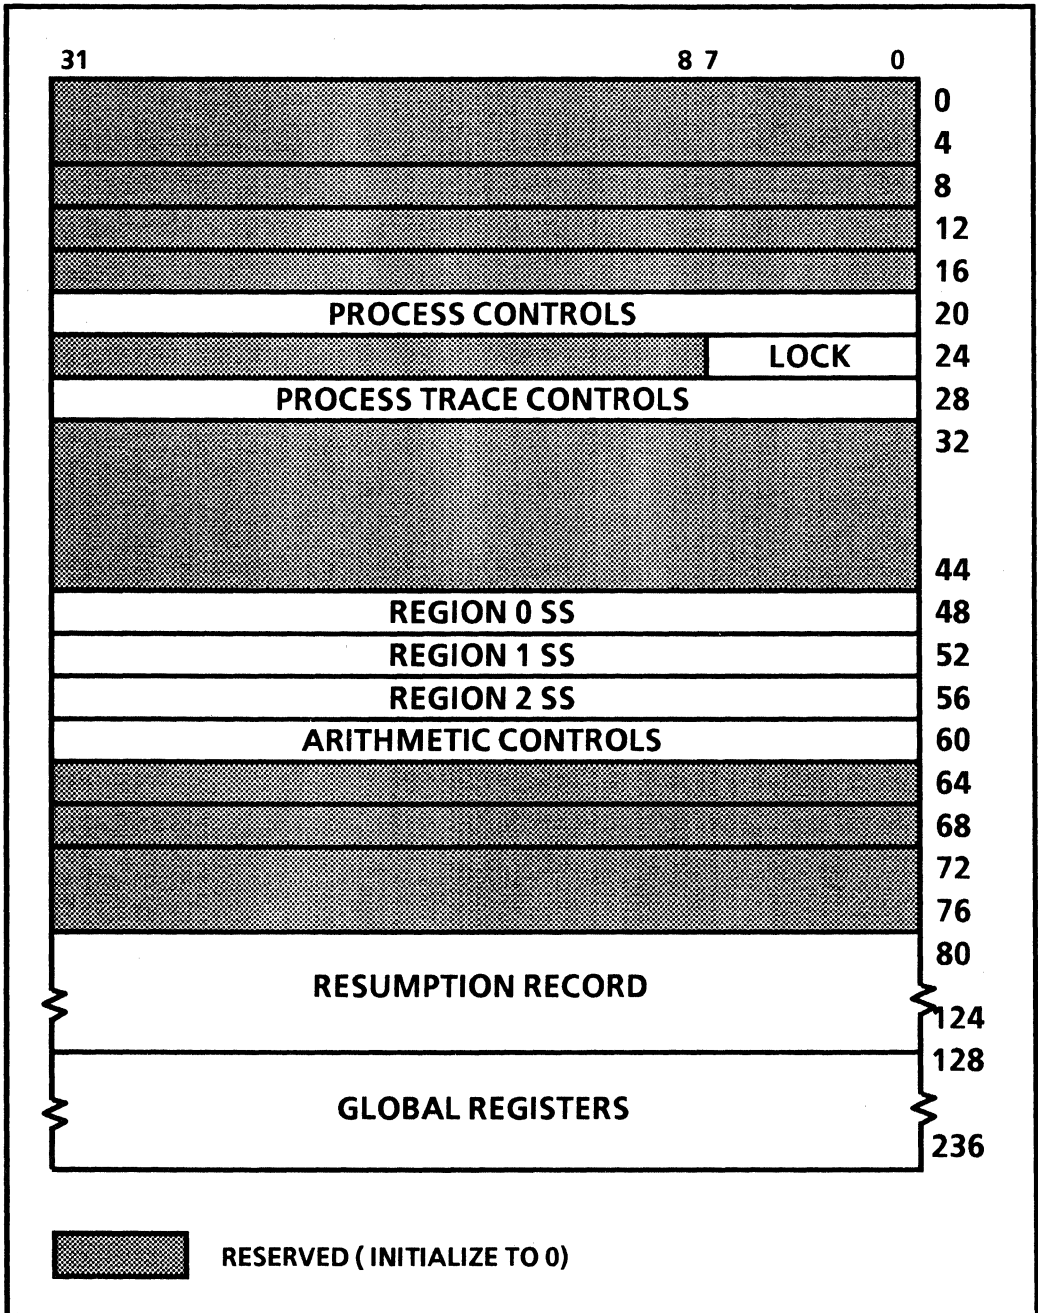 31 8 7 0
0
4
8
12
16
PROCESS CONTROLS 20
LOCK 24
PROCESS TRACE CONTROLS 28
32
44
REGION 0 SS 48
REGION 1 SS 52
REGION 2 SS 56
ARITHMETIC CONTROLS 60
64
68
72
76
80
RESUMPTION RECORD
124
128
GLOBAL REGISTERS
236
RESERVED ( INITIALIZE TO 0)